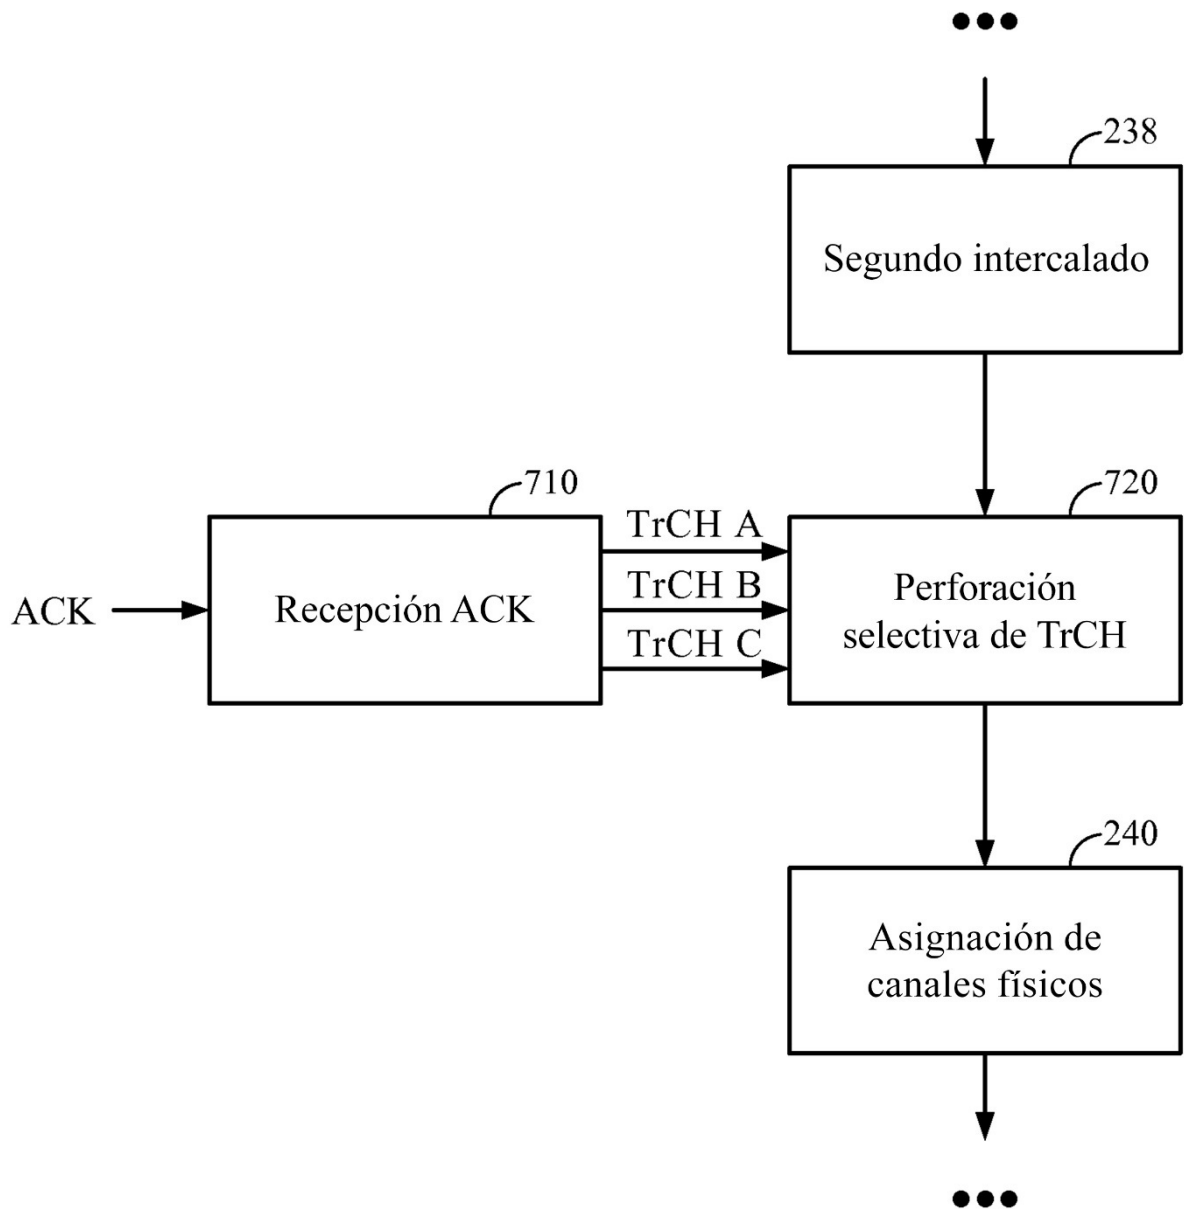 238
Segundo intercalado
710
720
TrCH A
TrCH B
TrCH C
ACK
Recepción ACK
Perforación
selectiva de TrCH
240
Asignación de
canales físicos